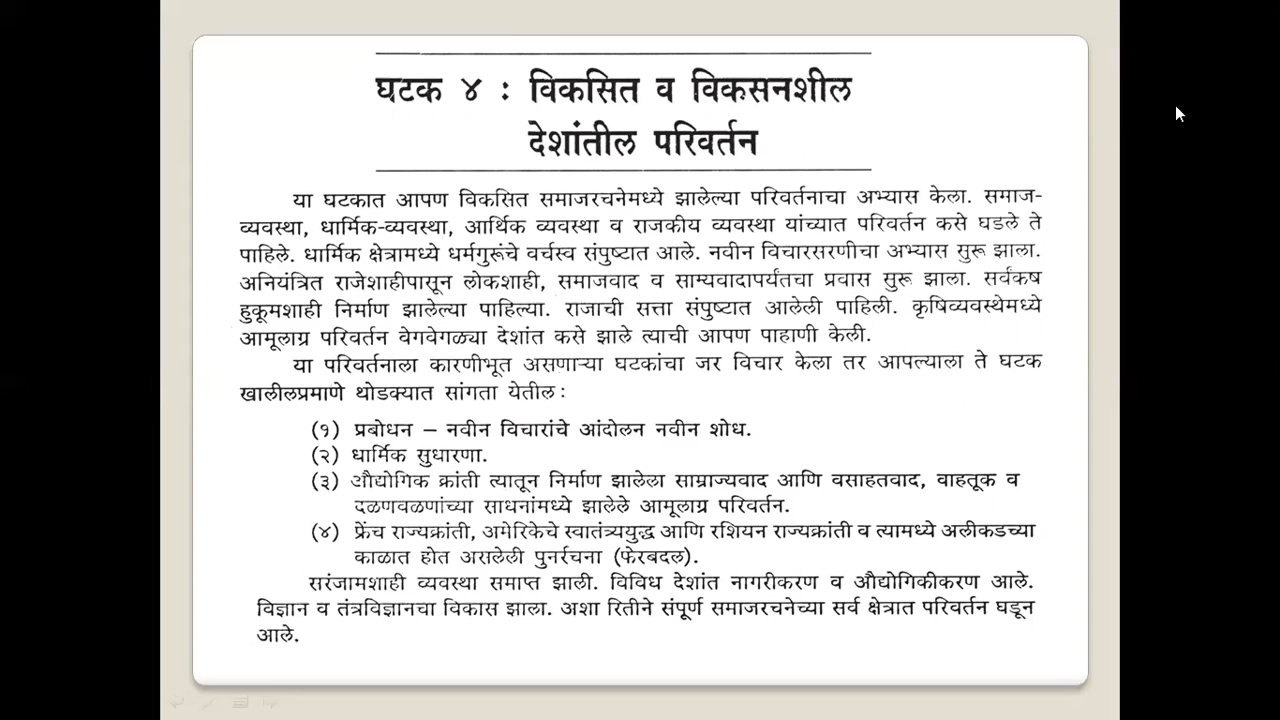 घटक ४ : विकसित व विकसनशील
देशांतील परिवर्तन
या घटकात आपण विकसित समाजरचनेमध्ये झालेल्या परिवर्तनाचा अभ्यास केला. समाज-
व्यवस्था, धार्मिक-व्यवस्था, आर्थिक व्यवस्था व राजकीय व्यवस्था यांच्यात परिवर्तन कसे घडले ते
पाहिले. धार्मिक क्षेत्रामध्ये धर्मगुरूंचे वर्चस्व संपुष्टात आले. नवीन विचारसरणीचा अभ्यास सुरू झाला.
अनियंत्रित राजेशाहीपासून लोकशाही, समाजवाद व साम्यवादापर्यंतचा प्रवास सुरू झाला. सर्वंकष
हुकूमशाही निर्माण झालेल्या पाहिल्या. राजाची सत्ता संपुष्टात आलेली पाहिली. कृषिव्यवस्थेमध्ये
आमूलाग्र परिवर्तन वेगवेगळ्या देशांत कसे झाले त्याची आपण पाहाणी केली.
या परिवर्तनाला कारणीभूत असणाऱ्या घटकांचा जर विचार केला तर आपल्याला ते घटक
खालीलप्रमाणे थोडक्यात सांगता येतील :
(१) प्रबोधन – नवीन विचारांचे आंदोलन नवीन शोध.
(२) धार्मिक सुधारणा.
(३) औद्योगिक क्रांती त्यातून निर्माण झालेला साम्राज्यवाद आणि वसाहतवाद, वाहतूक व
दळणवळणांच्या साधनांमध्ये झालेले आमूलाग्र परिवर्तन.
(४) फ्रेंच राज्यक्रांती, अमेरिकेचे स्वातंत्र्ययुद्ध आणि रशियन राज्यक्रांती व त्यामध्ये अलीकडच्या
काळात होत असलेली पुनर्रचना (फेरबदल).
सरंजामशाही व्यवस्था समाप्त झाली. विविध देशांत नागरीकरण व औद्योगिकीकरण आले.
विज्ञान व तंत्रविज्ञानचा विकास झाला. अशा रितीने संपूर्ण समाजरचनेच्या सर्व क्षेत्रात परिवर्तन घडून
आले.